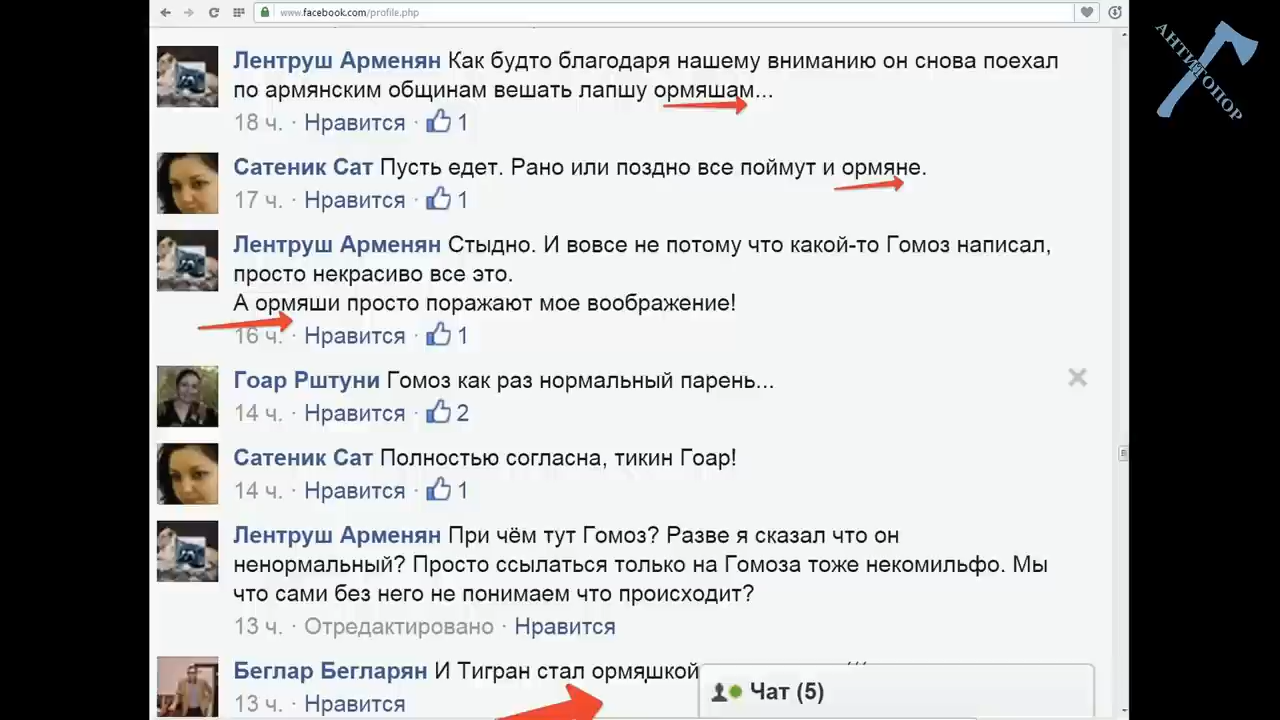 www.facebook.com/profile.php
АНТИТОПОР
Лентруш Арменян Как будто благодаря нашему вниманию он снова поехал
по армянским общинам вешать лапшу ормяшам...
18 ч. · Нравится · 1
Сатеник Сат Пусть едет. Рано или поздно все поймут и ормяне.
17 ч. · Нравится · 1
Лентруш Арменян Стыдно. И вовсе не потому что какой-то Гомоз написал,
просто некрасиво все это.
А ормяши просто поражают мое воображение!
16 ч. · Нравится · 1
Гоар Рштуни Гомоз как раз нормальный парень...
14 ч. · Нравится · 2
Сатеник Сат Полностью согласна, тикин Гоар!
14 ч. · Нравится · 1
Лентруш Арменян При чём тут Гомоз? Разве я сказал что он
ненормальный? Просто ссылаться только на Гомоза тоже некомильфо. Мы
что сами без него не понимаем что происходит?
13 ч. · Отредактировано · Нравится
Беглар Бегларян И Тигран стал ормяшкой
13 ч. · Нравится
Чат (5)